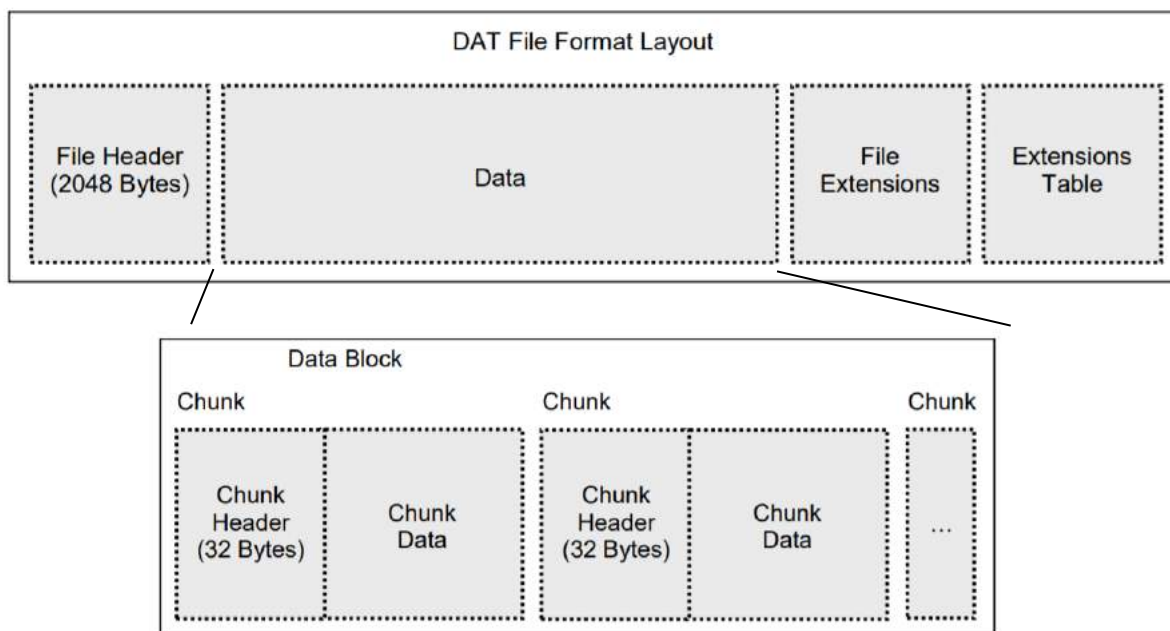 DAT File Format Layout
File Header
(2048 Bytes)
Data
File
Extensions
Extensions
Table
Data Block
Chunk
Chunk
Chunk
Chunk
Header
(32 Bytes)
Chunk
Data
Chunk
Header
(32 Bytes)
Chunk
Data
...